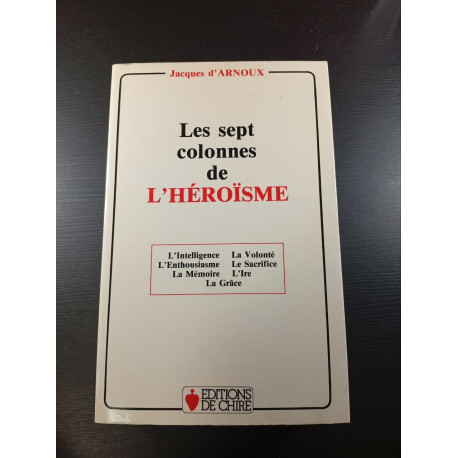 Jacques d'ARNOUX
Les sept
colonnes
de
L'HÉROÏSME
L'Intelligence La Volonté
L'Enthousiasme Le Sacrifice
La Mémoire L'Ire
La Grâce
EDITIONS
DE CHIRE